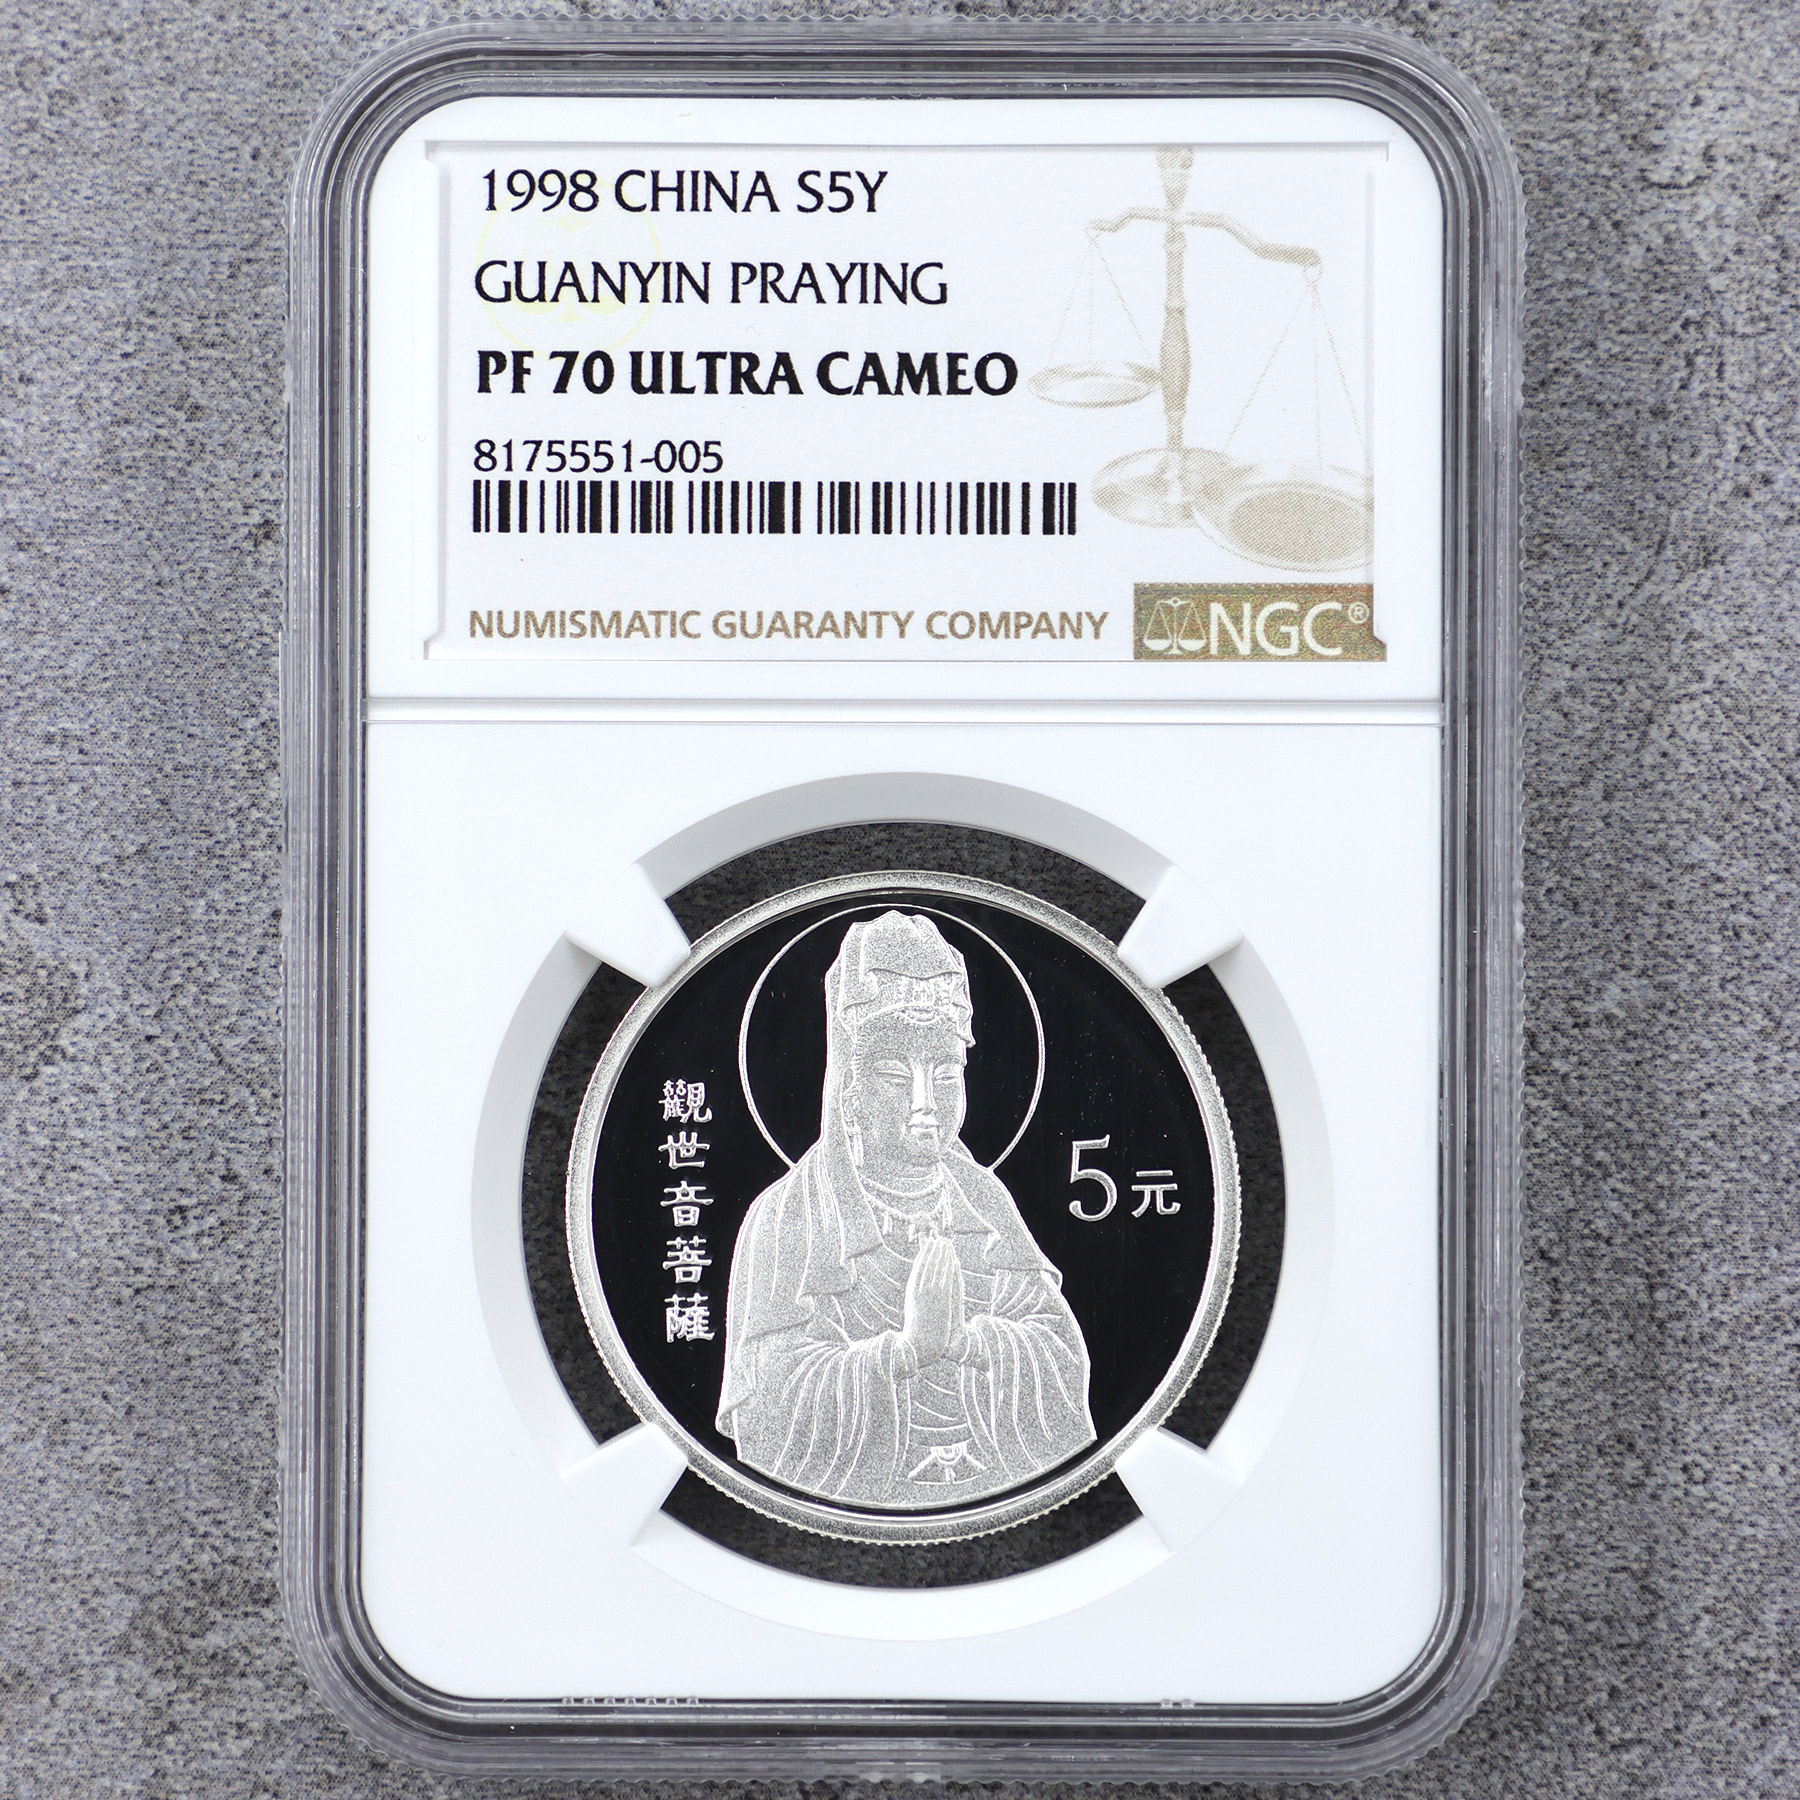 1998 CHINA S5Y
GUANYIN PRAYING
PF 70 ULTRA CAMEO
8175551-005
NUMISMATIC GUARANTY COMPANY
NGC®
觀世音菩薩
5元